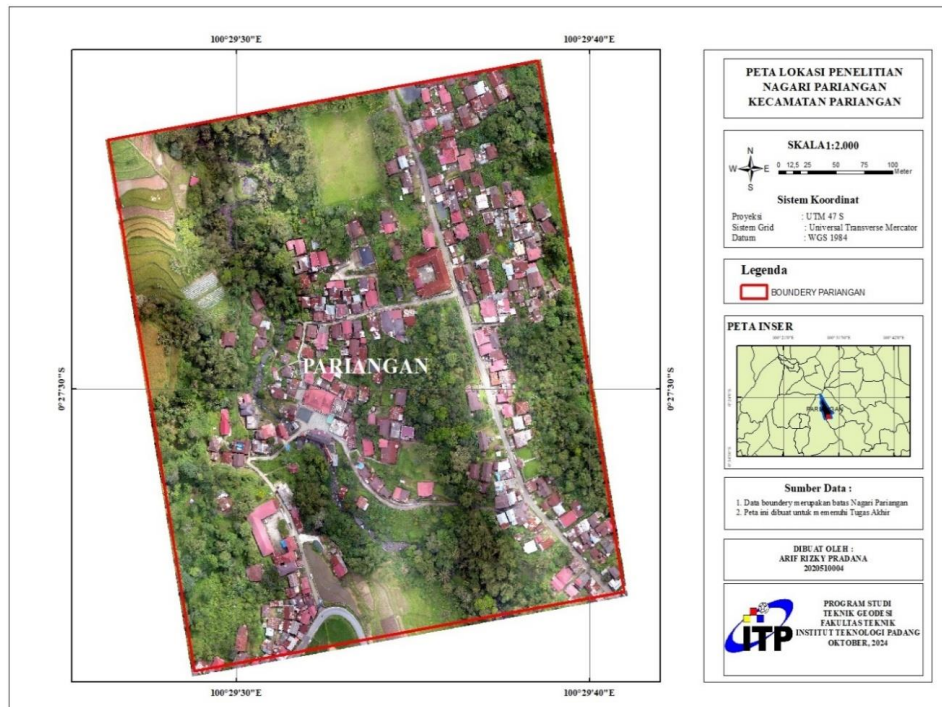 100°29'30"E
100°29'40"E
0°27'30"S
PARIANGAN
0°27'30"S
100°29'30"E
100°29'40"E
PETA LOKASI PENELITIAN
NAGARI PARIANGAN
KECAMATAN PARIANGAN
SKALA 1:2.000
N
W E
S
0 12,5 25 50 75 100
Meter
Sistem Koordinat
Proyeksi : UTM 47 S
Sistem Grid : Universal Transverse Mercator
Datum : WGS 1984
Legenda
BOUNDERY PARIANGAN
PETA INSER
Sumber Data :
1. Data boundery merupakan batas Nagari Pariangan
2. Peta ini dibuat untuk memenuhi Tugas Akhir
DIBUAT OLEH :
ARIF RIZKY PRADANA
2020510004
ITP
PROGRAM STUDI
TEKNIK GEODESI
FAKULTAS TEKNIK
INSTITUT TEKNOLOGI PADANG
OKTOBER, 2024